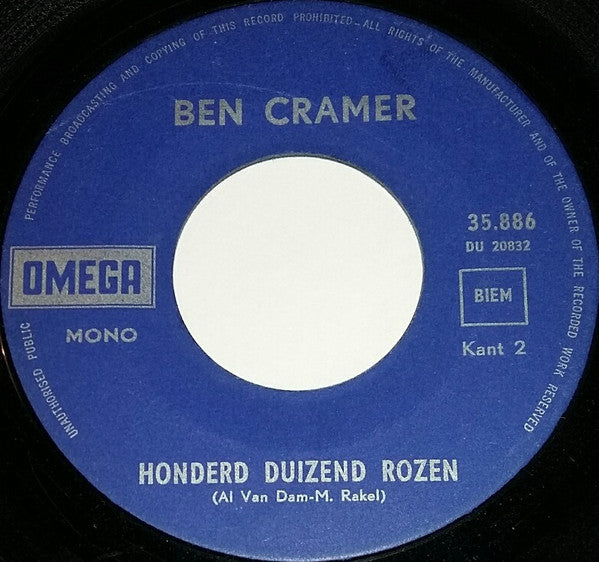 UNAUTHORISED PUBLIC PERFORMANCE BROADCASTING AND COPYING OF THIS RECORD PROHIBITED-ALL RIGHTS OF THE MANUFACTURER AND OF THE OWNER OF THE RECORDED WORK RESERVED
BEN CRAMER
35.886
DU 20832
OMEGA
BIEM
MONO
Kant 2
HONDERD DUIZEND ROZEN
(Al Van Dam-M. Rakel)